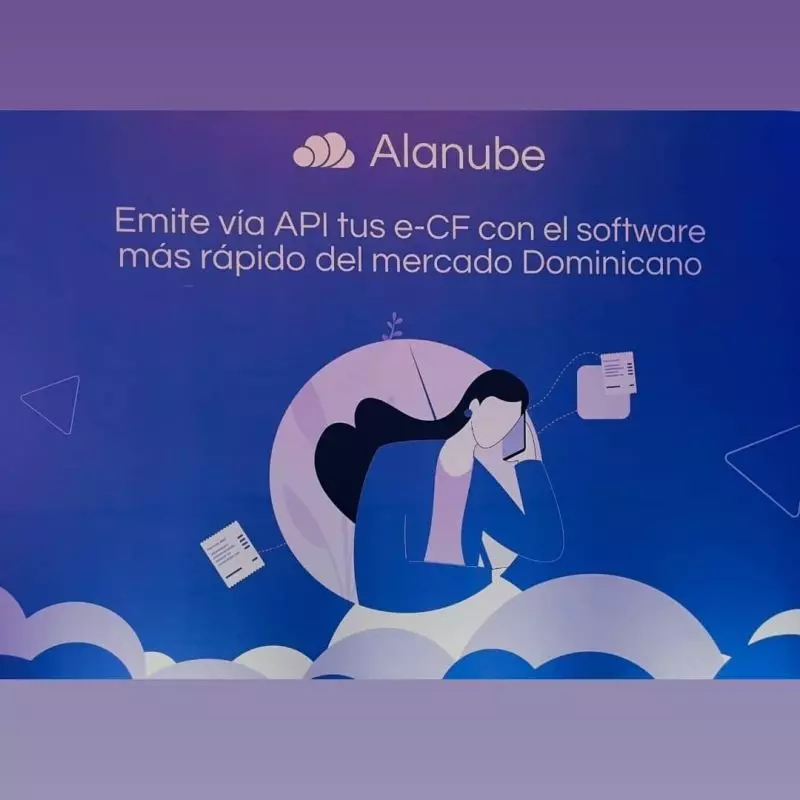 Alanube
Emite vía API tus e-CF con el software
más rápido del mercado Dominicano